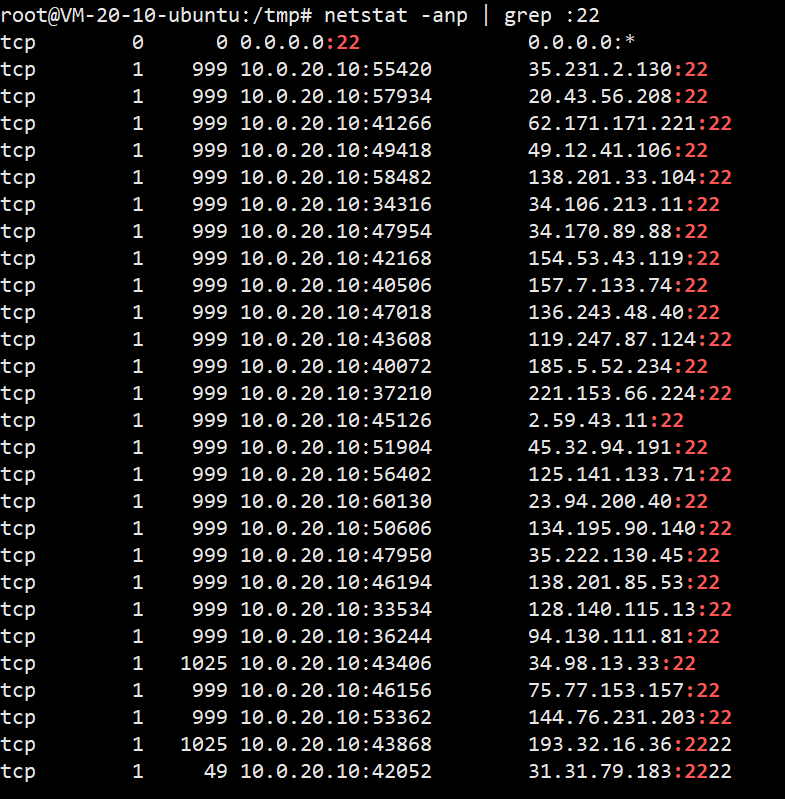 root@VM-20-10-ubuntu:/tmp# netstat -anp | grep :22
tcp 0 0 0.0.0.0:22 0.0.0.0:*
tcp 1 999 10.0.20.10:55420 35.231.2.130:22
tcp 1 999 10.0.20.10:57934 20.43.56.208:22
tcp 1 999 10.0.20.10:41266 62.171.171.221:22
tcp 1 999 10.0.20.10:49418 49.12.41.106:22
tcp 1 999 10.0.20.10:58482 138.201.33.104:22
tcp 1 999 10.0.20.10:34316 34.106.213.11:22
tcp 1 999 10.0.20.10:47954 34.170.89.88:22
tcp 1 999 10.0.20.10:42168 154.53.43.119:22
tcp 1 999 10.0.20.10:40506 157.7.133.74:22
tcp 1 999 10.0.20.10:47018 136.243.48.40:22
tcp 1 999 10.0.20.10:43608 119.247.87.124:22
tcp 1 999 10.0.20.10:40072 185.5.52.234:22
tcp 1 999 10.0.20.10:37210 221.153.66.224:22
tcp 1 999 10.0.20.10:45126 2.59.43.11:22
tcp 1 999 10.0.20.10:51904 45.32.94.191:22
tcp 1 999 10.0.20.10:56402 125.141.133.71:22
tcp 1 999 10.0.20.10:60130 23.94.200.40:22
tcp 1 999 10.0.20.10:50606 134.195.90.140:22
tcp 1 999 10.0.20.10:47950 35.222.130.45:22
tcp 1 999 10.0.20.10:46194 138.201.85.53:22
tcp 1 999 10.0.20.10:33534 128.140.115.13:22
tcp 1 999 10.0.20.10:36244 94.130.111.81:22
tcp 1 1025 10.0.20.10:43406 34.98.13.33:22
tcp 1 999 10.0.20.10:46156 75.77.153.157:22
tcp 1 999 10.0.20.10:53362 144.76.231.203:22
tcp 1 1025 10.0.20.10:43868 193.32.16.36:2222
tcp 1 49 10.0.20.10:42052 31.31.79.183:2222